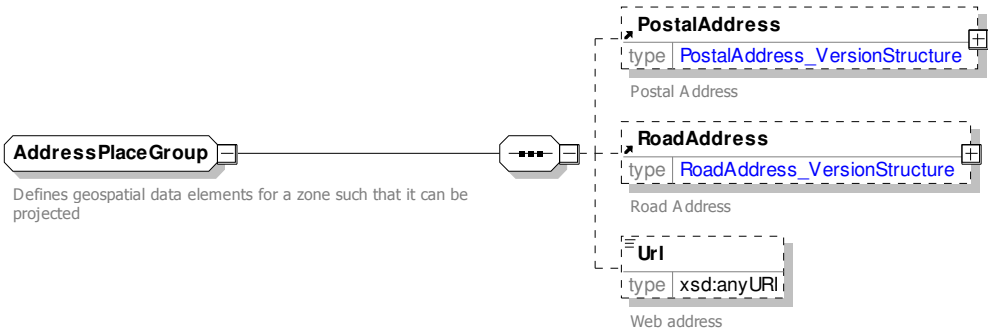 PostalAddress
type PostalAddress_VersionStructure
Postal Address
AddressPlaceGroup
Defines geospatial data elements for a zone such that it can be
projected
RoadAddress
type RoadAddress_VersionStructure
Road Address
Url
type xsd:anyURI
Web address